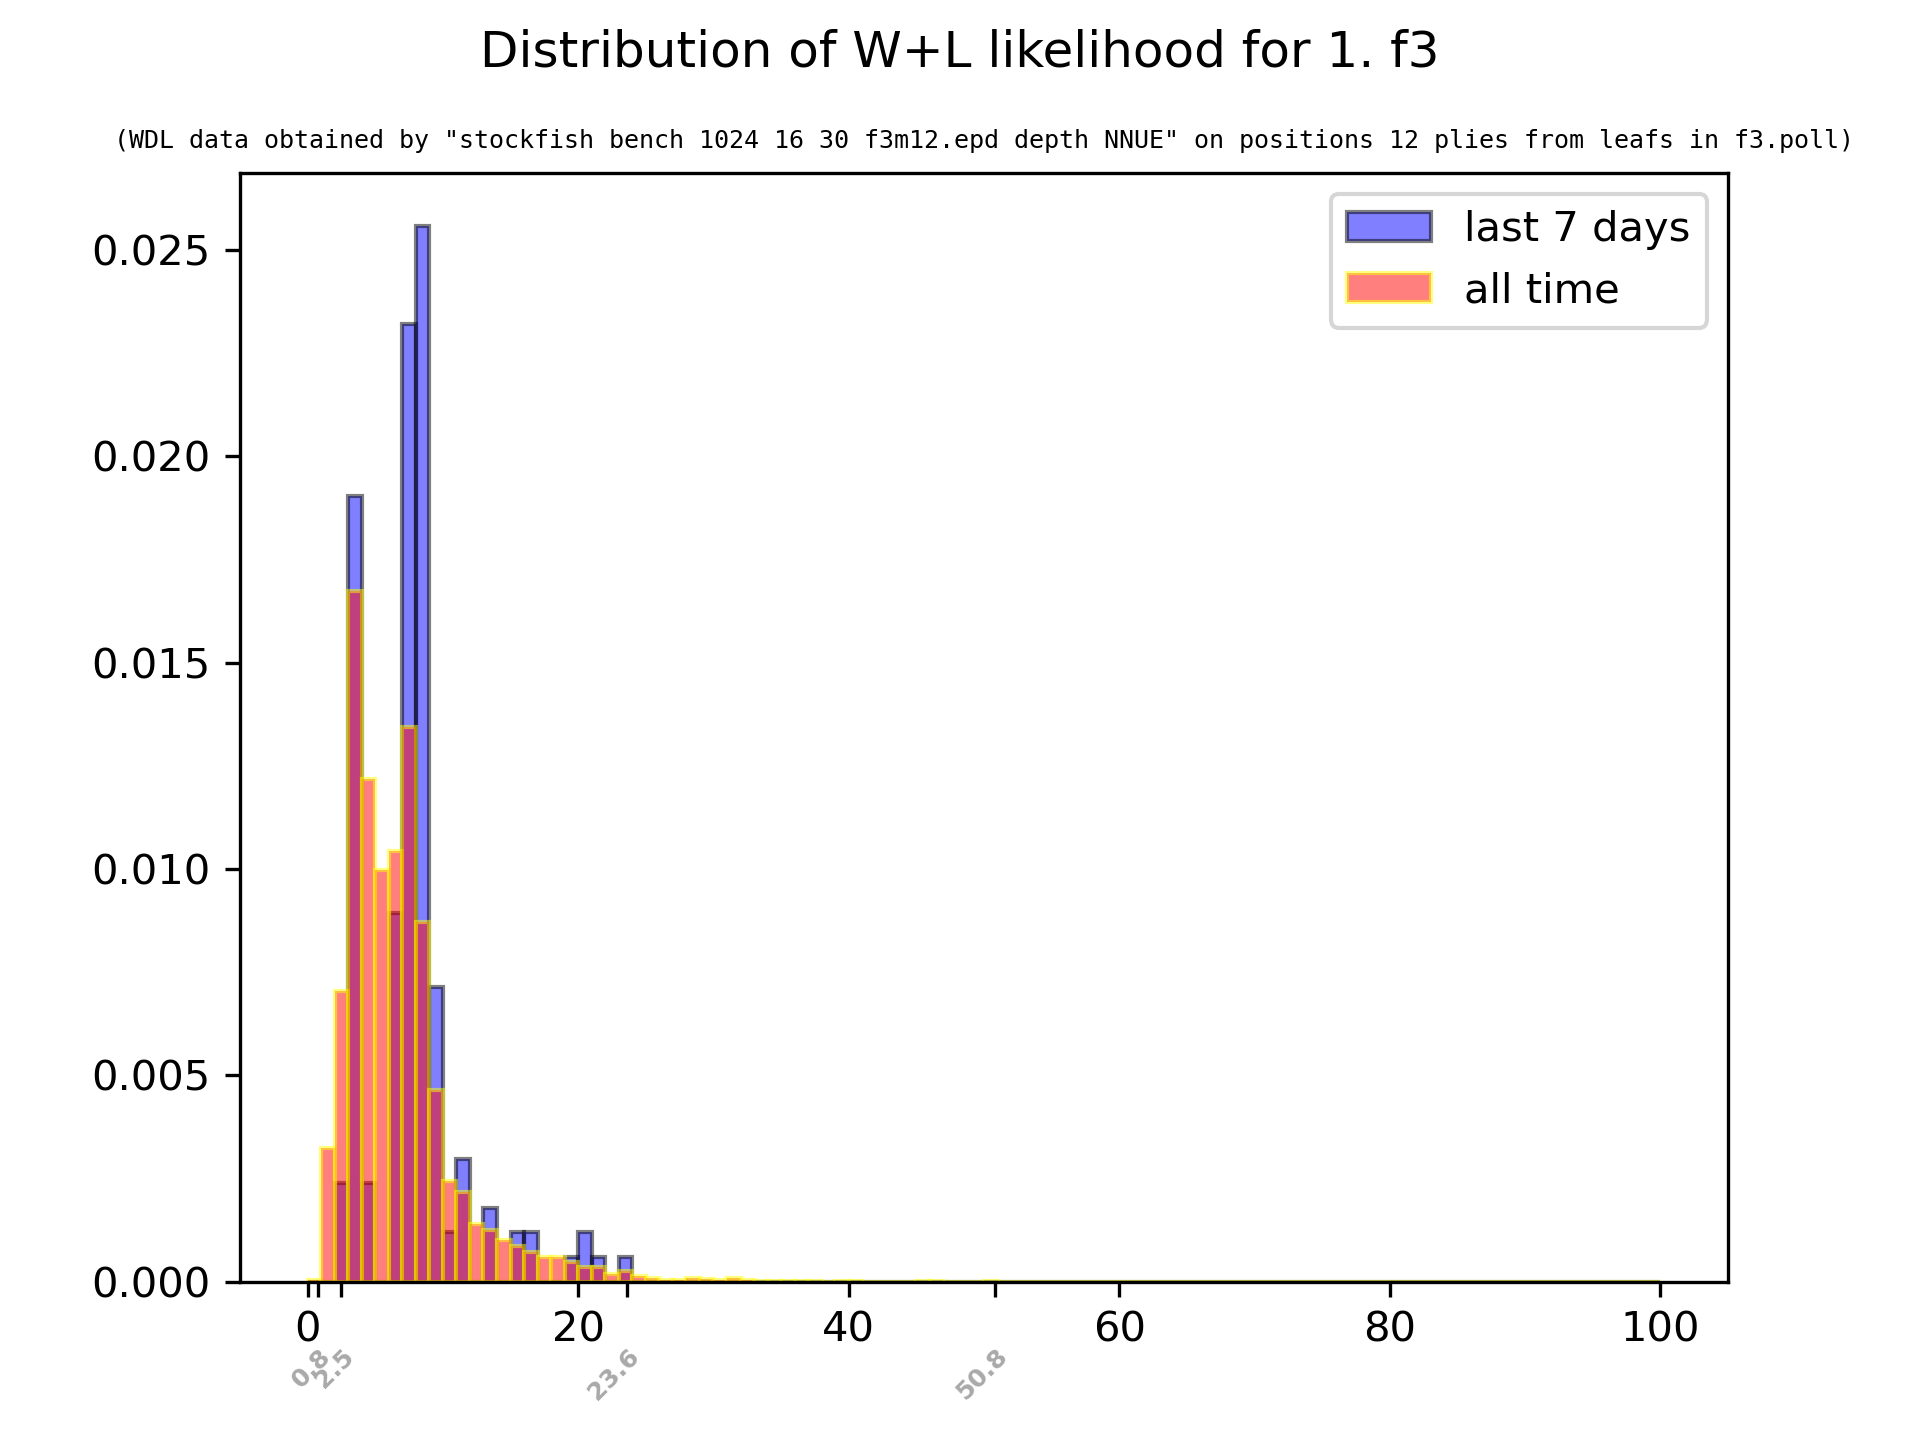 Distribution of W+L likelihood for 1. f3
(WDL data obtained by "stockfish bench 1024 16 30 f3m12.epd depth NNUE" on positions 12 plies from leafs in f3.poll)
last 7 days
all time
0.025
0.020
0.015
0.010
0.005
0.000
0 20 40 60 80 100
0.8 2.5 23.6 50.8